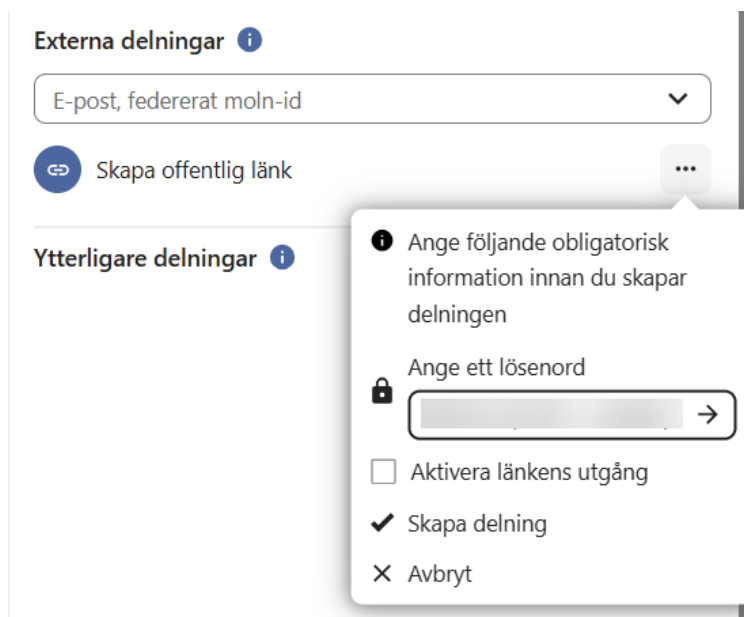 Externa delningar
E-post, federerat moln-id
Skapa offentlig länk
Ytterligare delningar
Ange följande obligatorisk
information innan du skapar
delningen
Ange ett lösenord
Aktivera länkens utgång
Skapa delning
Avbryt